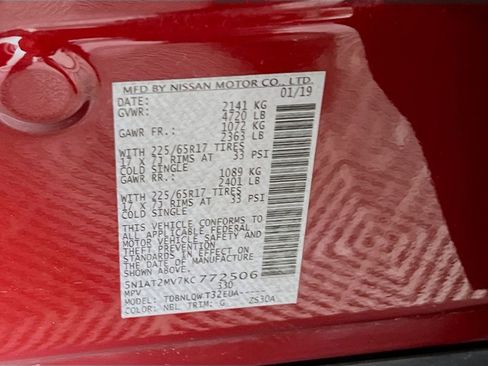 MFD BY NISSAN MOTOR CO., LTD.
DATE: 01/19
GVWR: 2141 KG
4720 LB
GAWR FR.: 1072 KG
2363 LB
WITH 225/65R17 TIRES
17 X 7J RIMS AT 33 PSI
COLD SINGLE
GAWR RR.: 1089 KG
2401 LB
WITH 225/65R17 TIRES
17 X 7J RIMS AT 33 PSI
COLD SINGLE
THIS VEHICLE CONFORMS TO
ALL APPLICABLE FEDERAL
MOTOR VEHICLE SAFETY AND
STANDARDS IN EFFECT ON
THE DATE OF MANUFACTURE
SHOWN ABOVE.
5N1AT2MV7KC772506
MPV 330
MODEL: TDBNLQW T32EUA-----
COLOR: NBL TRIM: G ZS30A